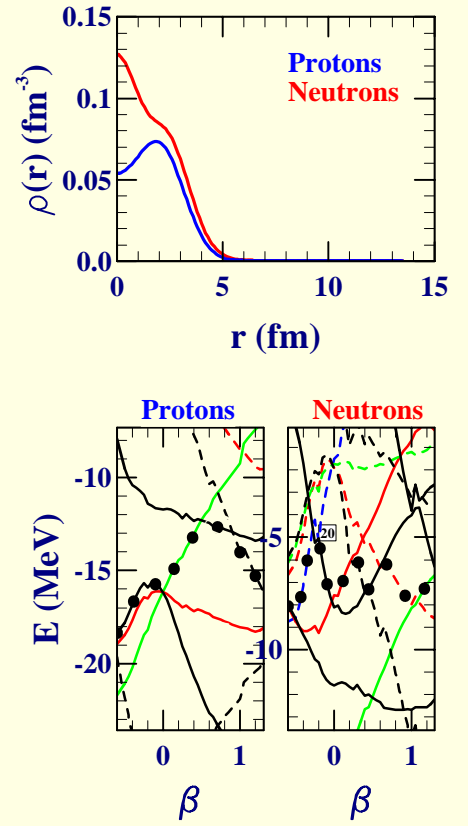 0.15
Protons
Neutrons
0.10
ρ(r) (fm⁻³)
0.05
0.0
0 5 10 15
r (fm)
Protons Neutrons
-10
-5
20
E (MeV)
-15
-10
-20
0 1 0 1
β β